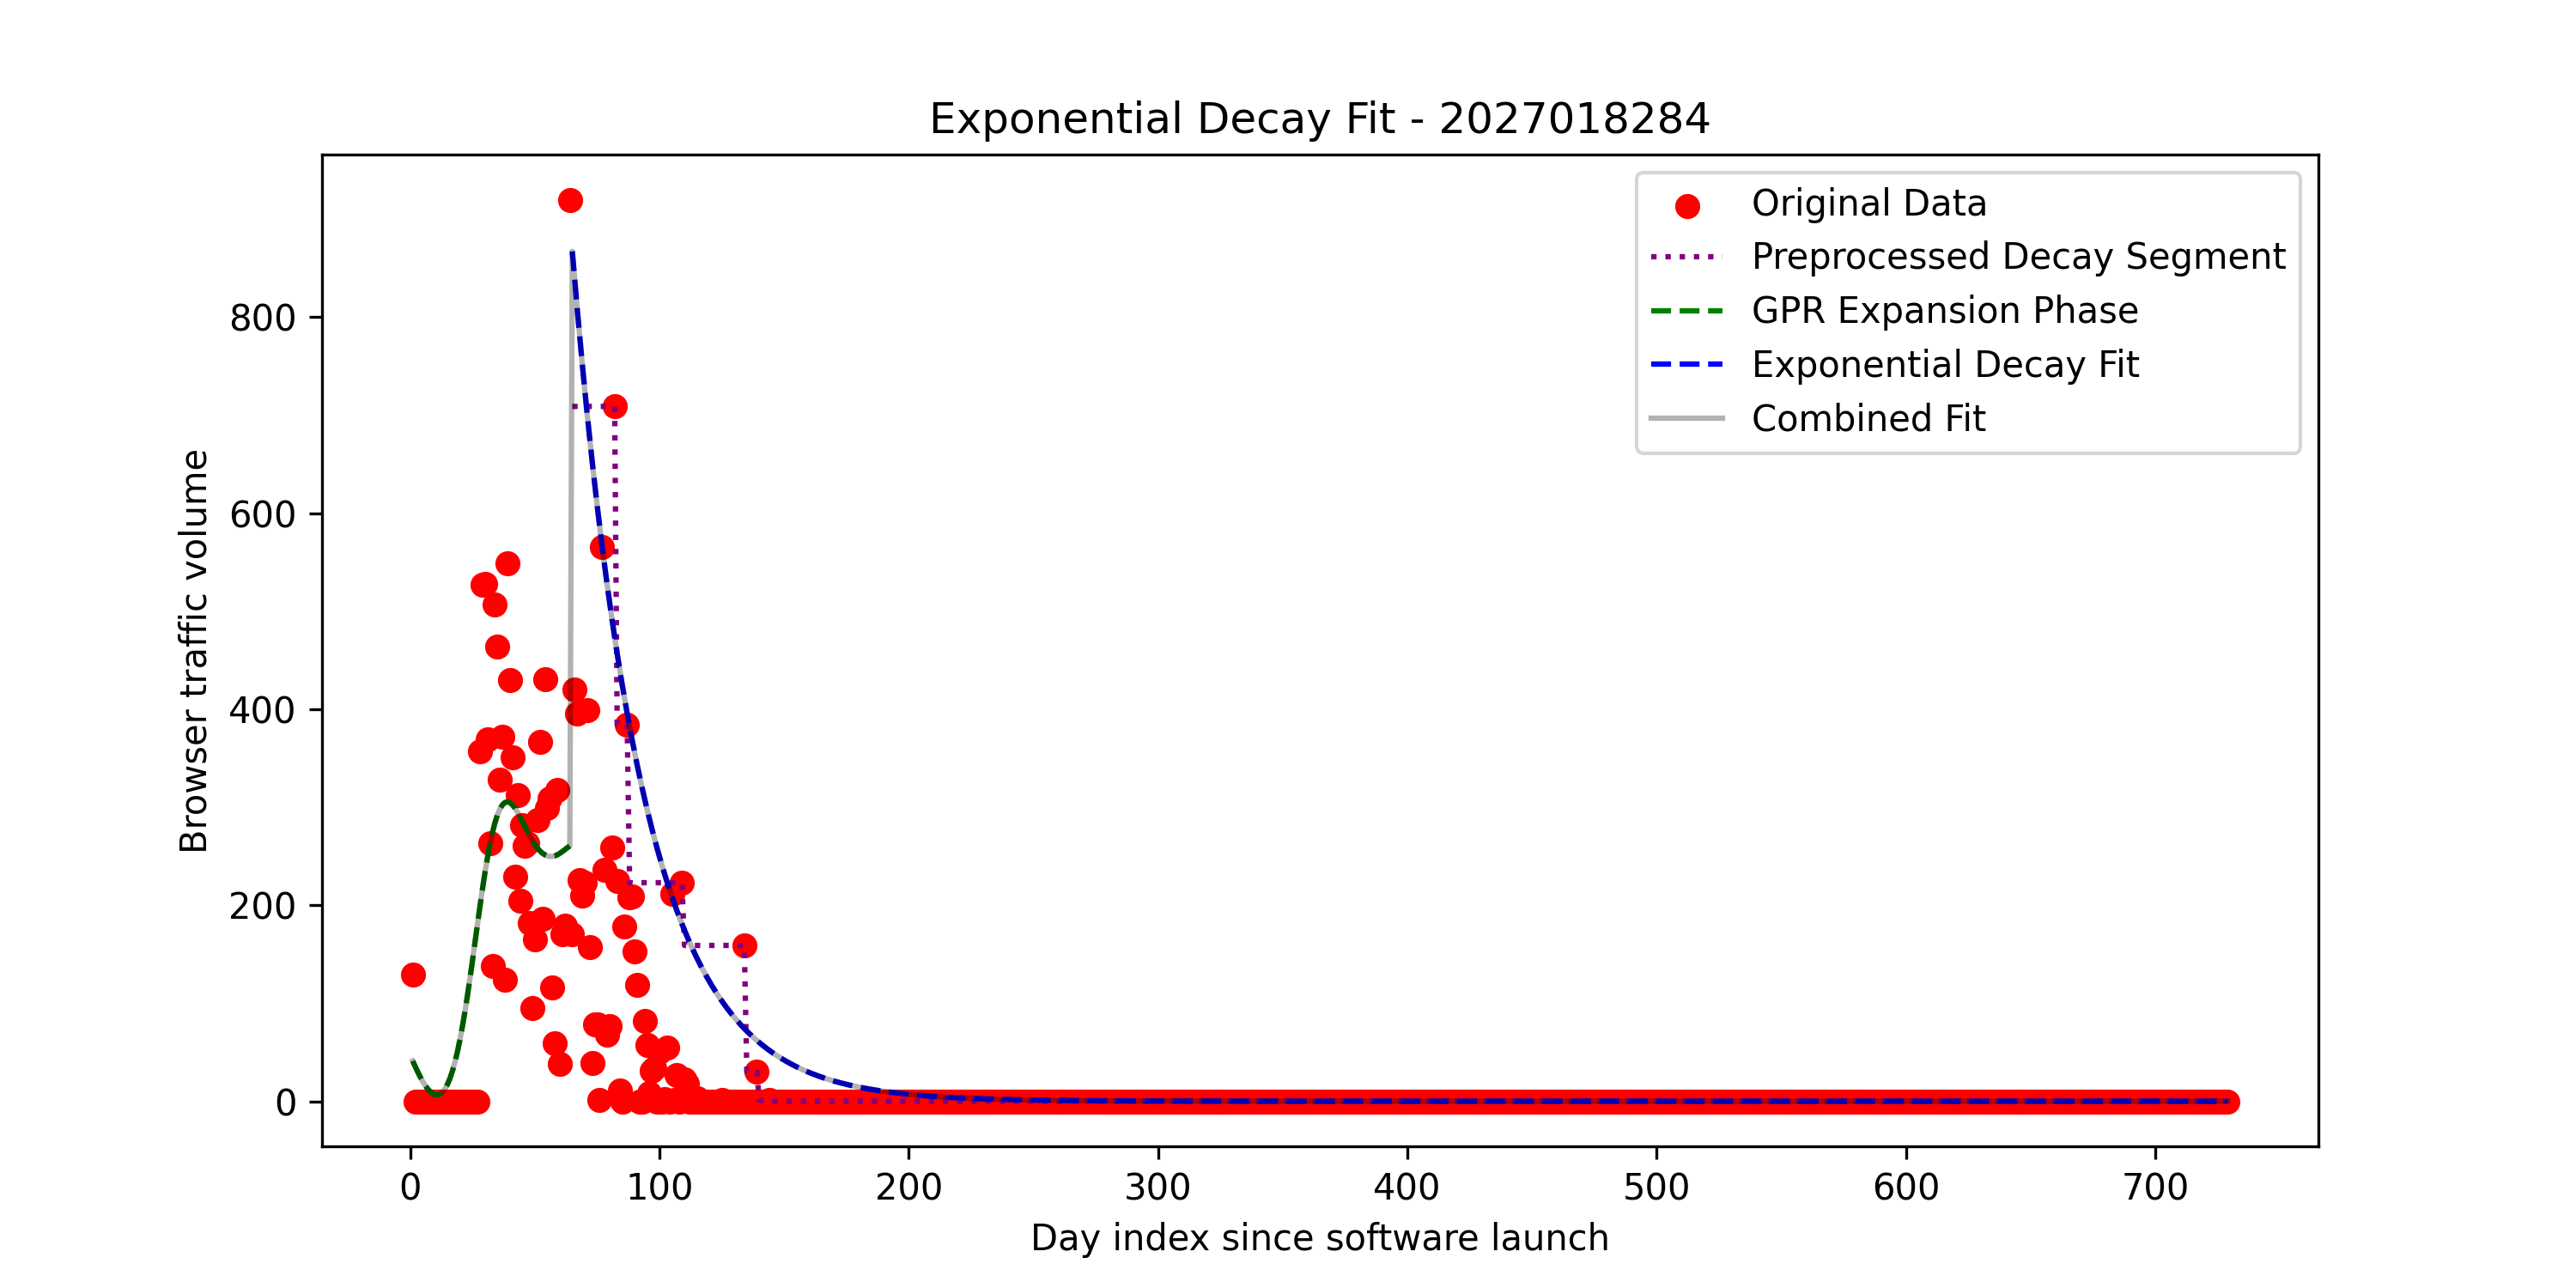 Exponential Decay Fit - 2027018284
Original Data
Preprocessed Decay Segment
GPR Expansion Phase
Exponential Decay Fit
Combined Fit
Browser traffic volume
800
600
400
200
0
0 100 200 300 400 500 600 700
Day index since software launch